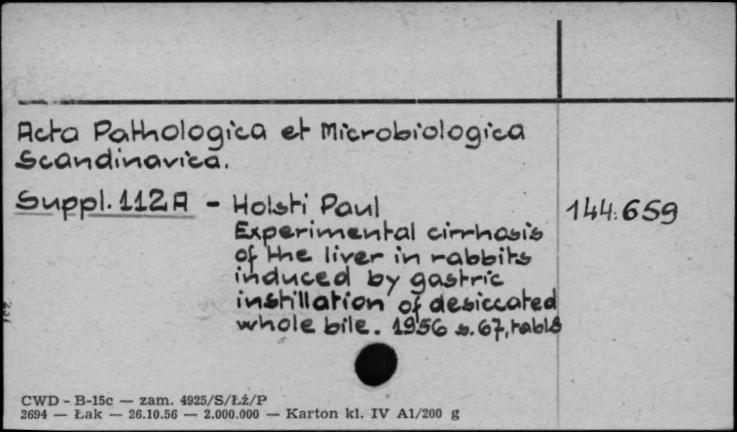 Acta Pathologica et Microbiologica
Scandinavica.
Suppl. 112A - Holsti Paul 144.659
Experimental cirrhosis
of the liver in rabbits
induced by gastric
instillation of desiccated
whole bile. 1956 s. 67, tabl 8
CWD - B-15c — zam. 4925/S/Łź/P
2694 — Łak — 26.10.56 — 2.000.000 — Karton kl. IV A1/200 g